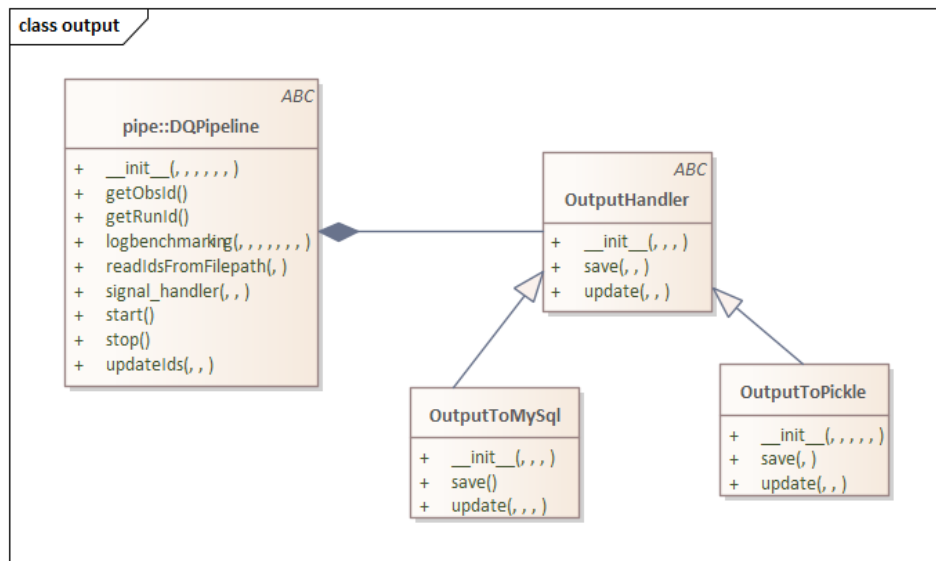 class output
ABC
pipe::DQPipeline
+ __init__(, , , , , , )
+ getObsId()
+ getRunId()
+ logbenchmarking(, , , , , , , )
+ readIdsFromFilepath(, )
+ signal_handler(, , )
+ start()
+ stop()
+ updateIds(, , )
ABC
OutputHandler
+ __init__(, , , )
+ save(, , )
+ update(, , )
OutputToMySql
+ __init__(, , , )
+ save()
+ update(, , , )
OutputToPickle
+ __init__(, , , , , )
+ save(, )
+ update(, , )